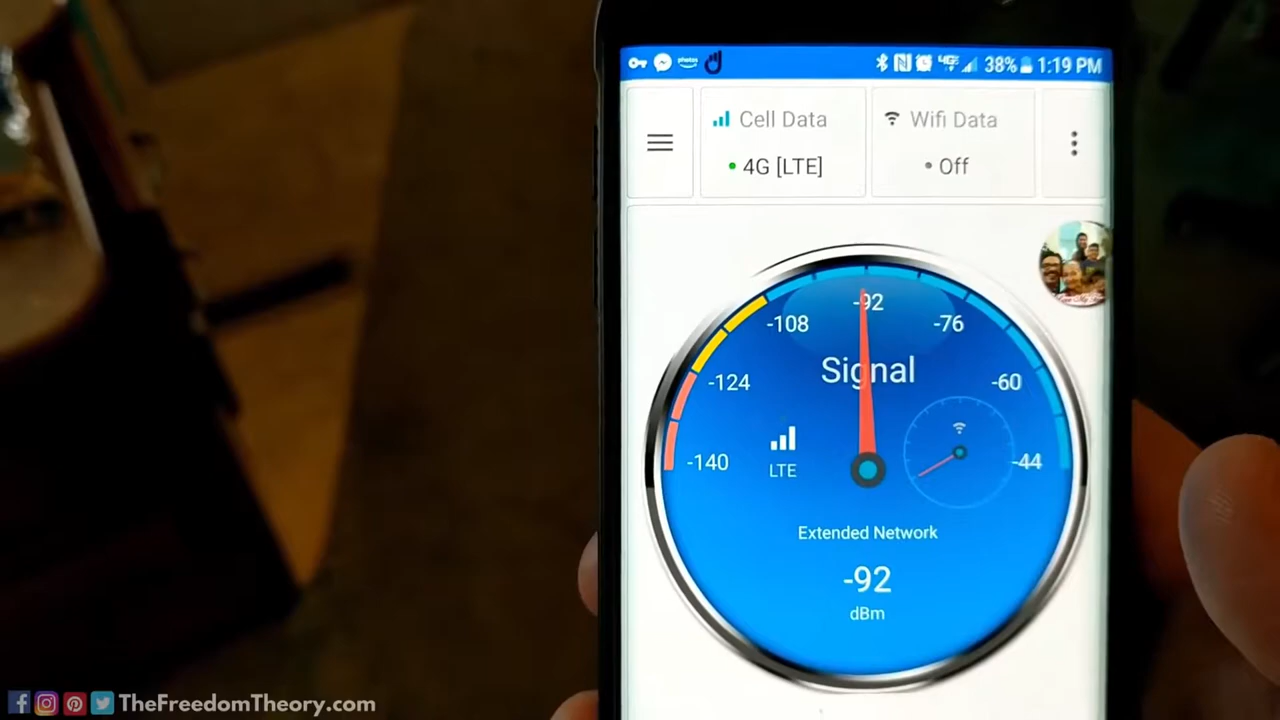 38% 1:19 PM
Cell Data
4G [LTE]
Wifi Data
Off
-92
-108
-76
Signal
-124
-60
LTE
-140
-44
Extended Network
-92
dBm
TheFreedomTheory.com